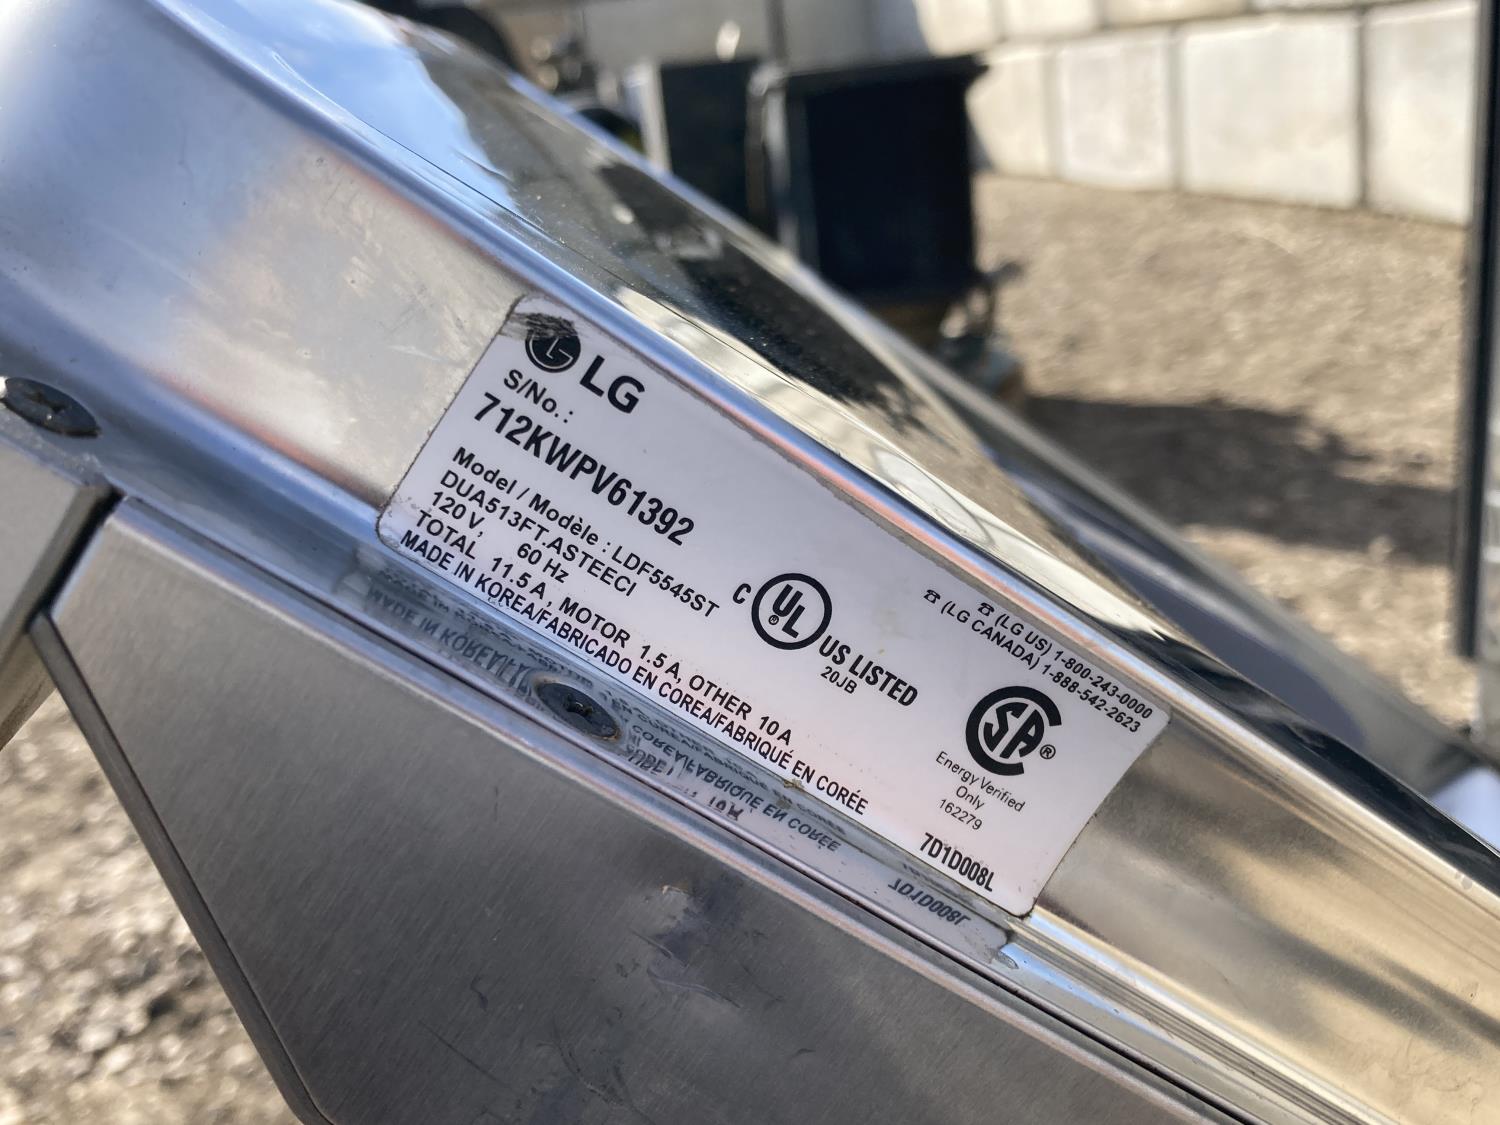 LG
S/No. :
712KWPV61392
Model / Modèle : LDF5545ST
DUA513FT.ASTEECI
120 V, 60 Hz
TOTAL 11.5 A, MOTOR 1.5 A, OTHER 10 A
MADE IN KOREA/FABRICADO EN COREA/FABRIQUÉ EN CORÉE
C UL ® US LISTED
20JB
☎ (LG US) 1-800-243-0000
☎ (LG CANADA) 1-888-542-2623
SA ®
Energy Verified
Only
162279
7D1D008L